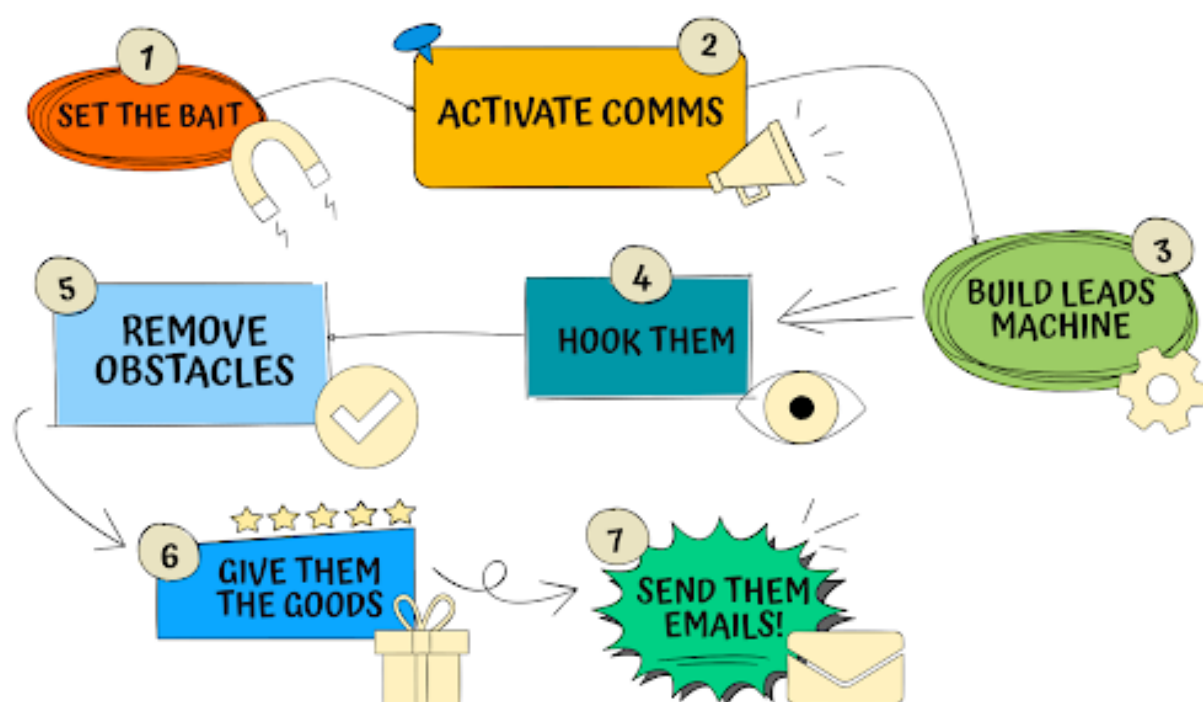 1
SET THE BAIT
2
ACTIVATE COMMS
3
BUILD LEADS
MACHINE
4
HOOK THEM
5
REMOVE
OBSTACLES
6
GIVE THEM
THE GOODS
7
SEND THEM
EMAILS!